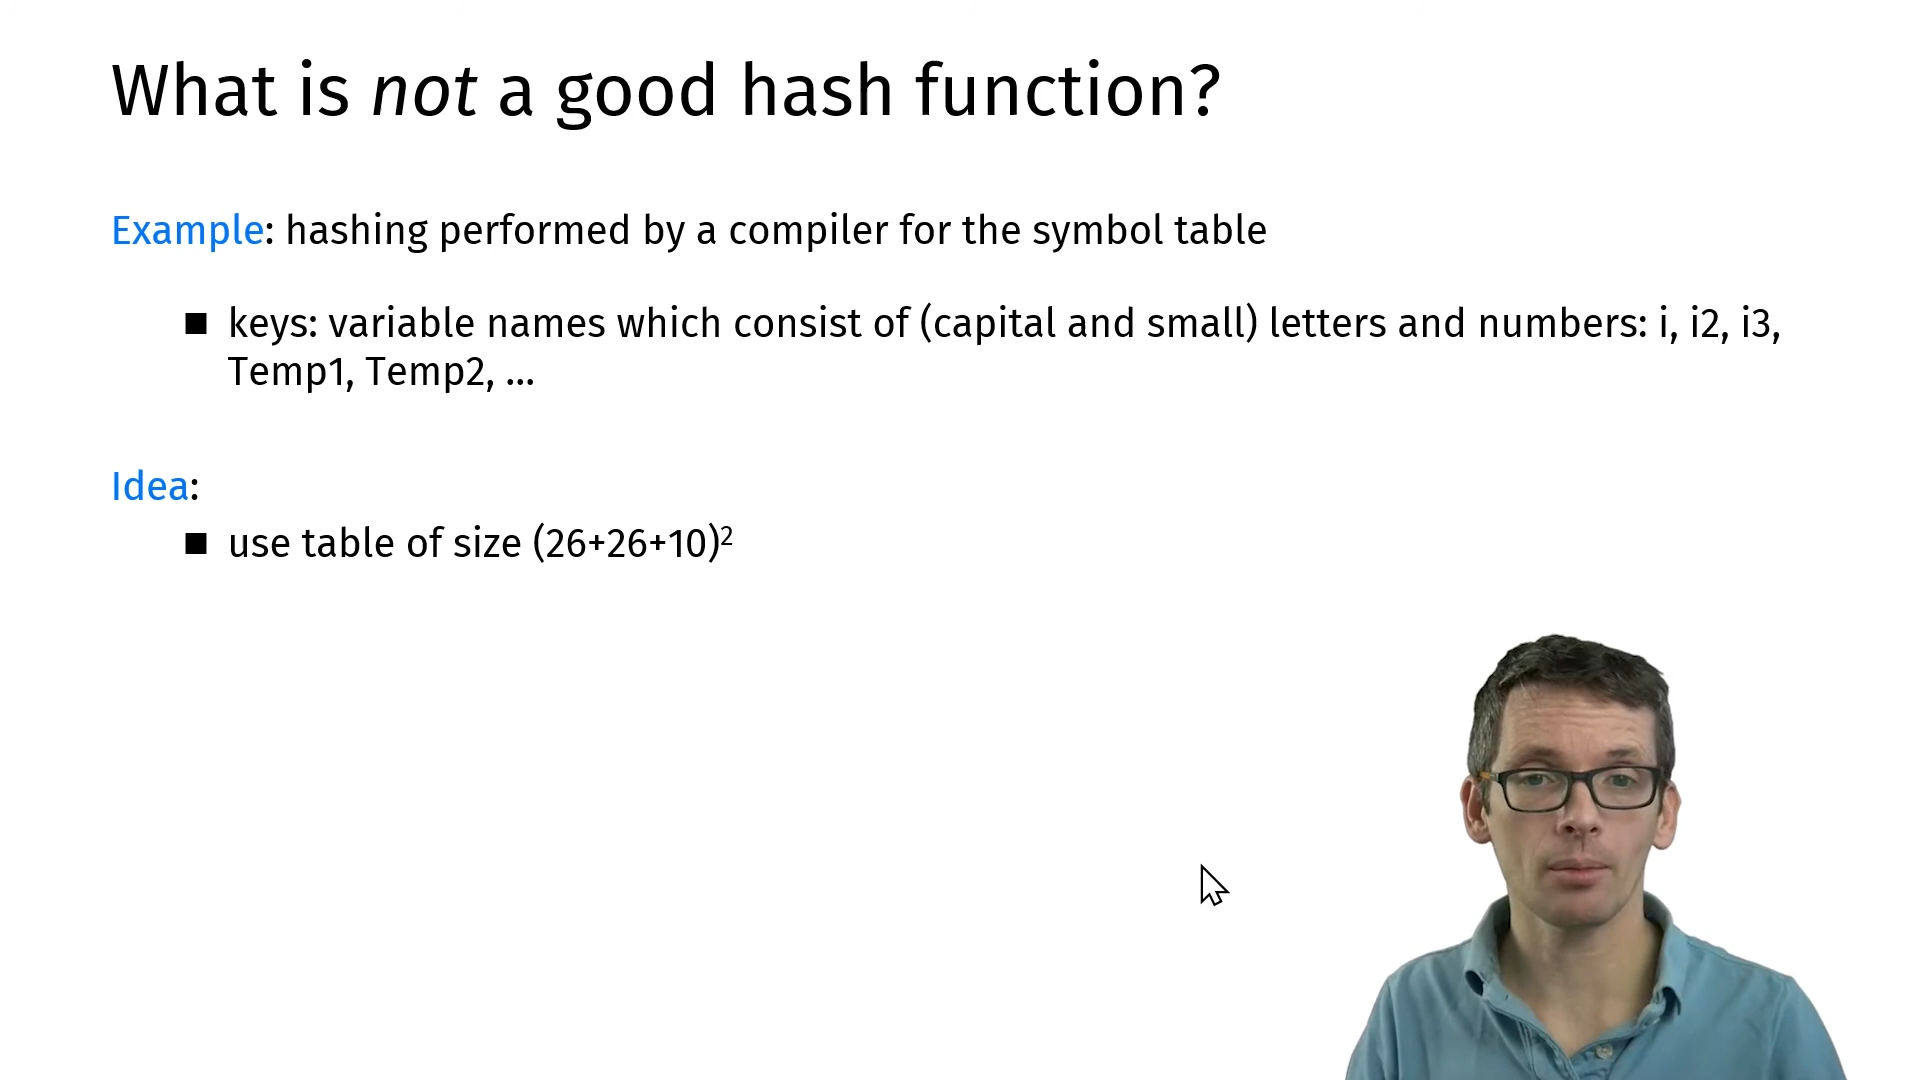 What is not a good hash function?
Example: hashing performed by a compiler for the symbol table
■ keys: variable names which consist of (capital and small) letters and numbers: i, i2, i3,
Temp1, Temp2, ...
Idea:
■ use table of size (26+26+10)²